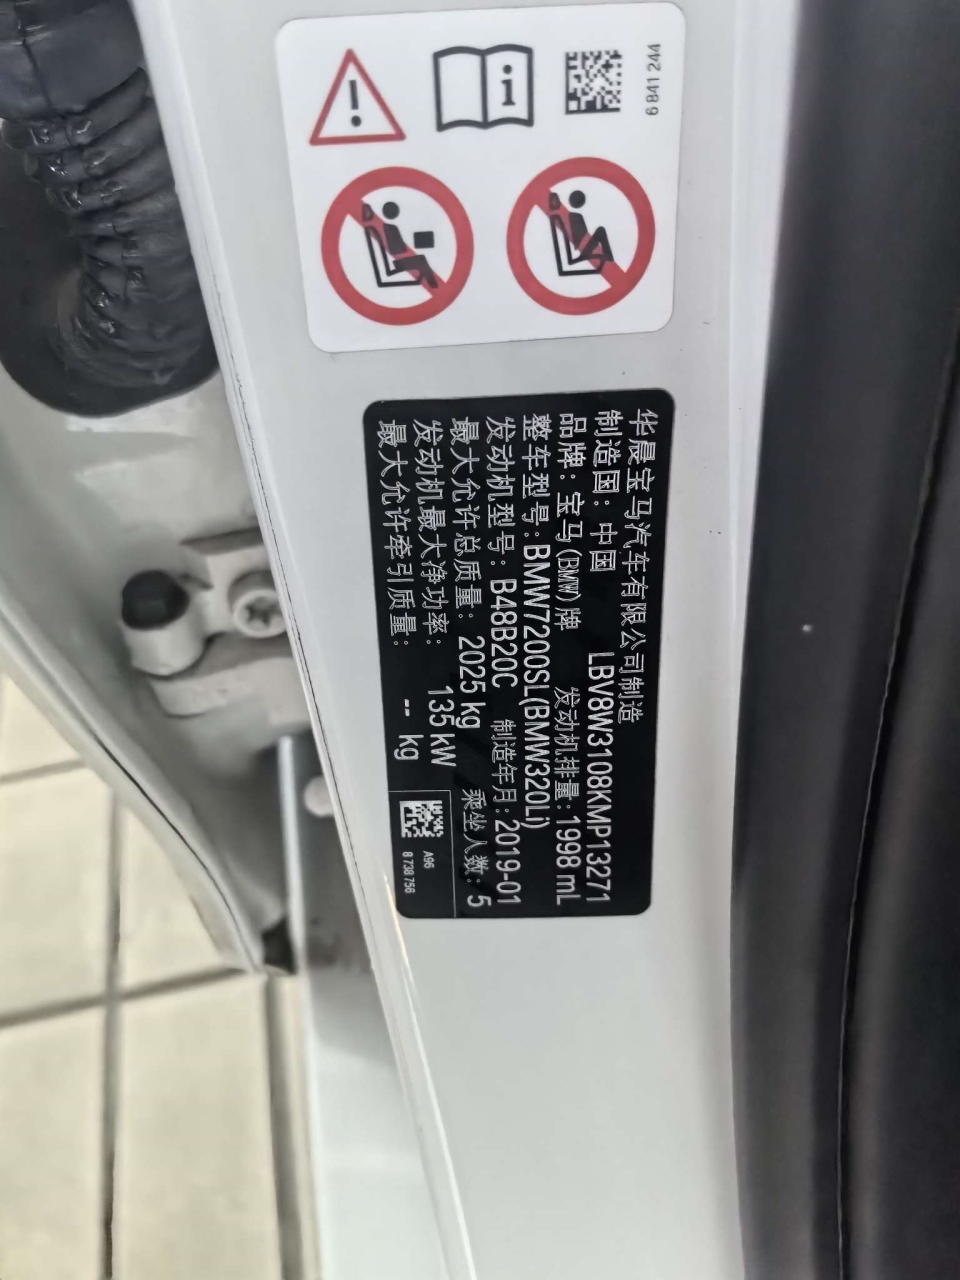 6 841 244
华晨宝马汽车有限公司制造
制造国：中国 LBV8W3108KMP13271
品牌：宝马(BMW)牌 发动机排量：1998 mL
整车型号：BMW7200SL(BMW320Li)
发动机型号：B48B20C 制造年月：2019-01
最大允许总质量：2025 kg 乘坐人数：5
发动机最大净功率：135 kW
最大允许牵引质量：-- kg
A96
8 738 756